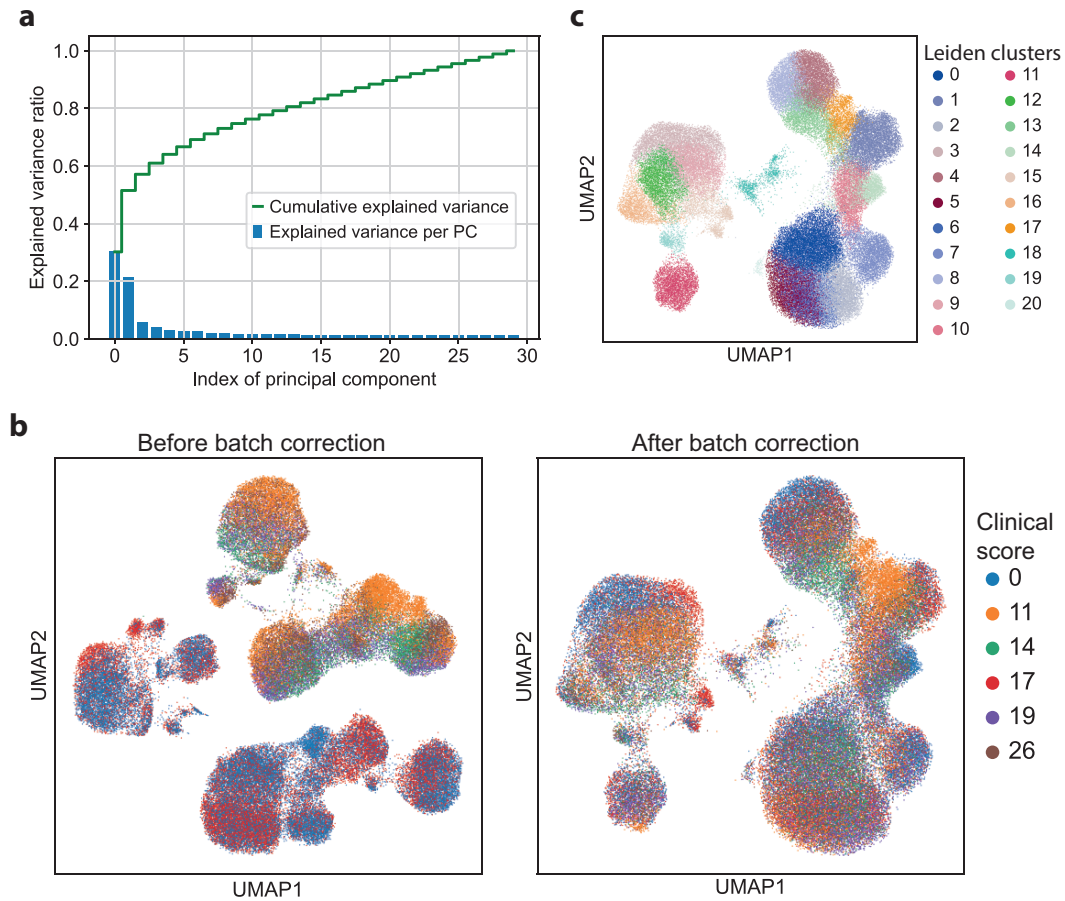 a
1.0
0.8
0.6
0.4
0.2
0.0
Explained variance ratio
Cumulative explained variance
Explained variance per PC
0 5 10 15 20 25 30
Index of principal component
c
UMAP2
UMAP1
Leiden clusters
0 11
1 12
2 13
3 14
4 15
5 16
6 17
7 18
8 19
9 20
10
b
Before batch correction
UMAP2
UMAP1
After batch correction
UMAP2
UMAP1
Clinical
score
0
11
14
17
19
26